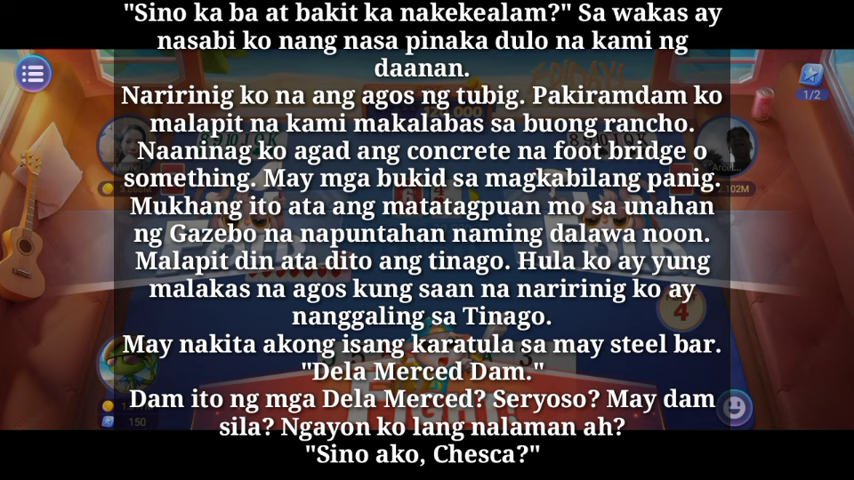 "Sino ka ba at bakit ka nakekealam?" Sa wakas ay
nasabi ko nang nasa pinaka dulo na kami ng
daanan.
Naririnig ko na ang agos ng tubig. Pakiramdam ko
malapit na kami makalabas sa buong rancho.
Naaninag ko agad ang concrete na foot bridge o
something. May mga bukid sa magkabilang panig.
Mukhang ito ata ang matatagpuan mo sa unahan
ng Gazebo na napuntahan naming dalawa noon.
Malapit din ata dito ang tinago. Hula ko ay yung
malakas na agos kung saan na naririnig ko ay
nanggaling sa Tinago.
May nakita akong isang karatula sa may steel bar.
"Dela Merced Dam."
Dam ito ng mga Dela Merced? Seryoso? May dam
sila? Ngayon ko lang nalaman ah?
"Sino ako, Chesca?"
1/2
4
150